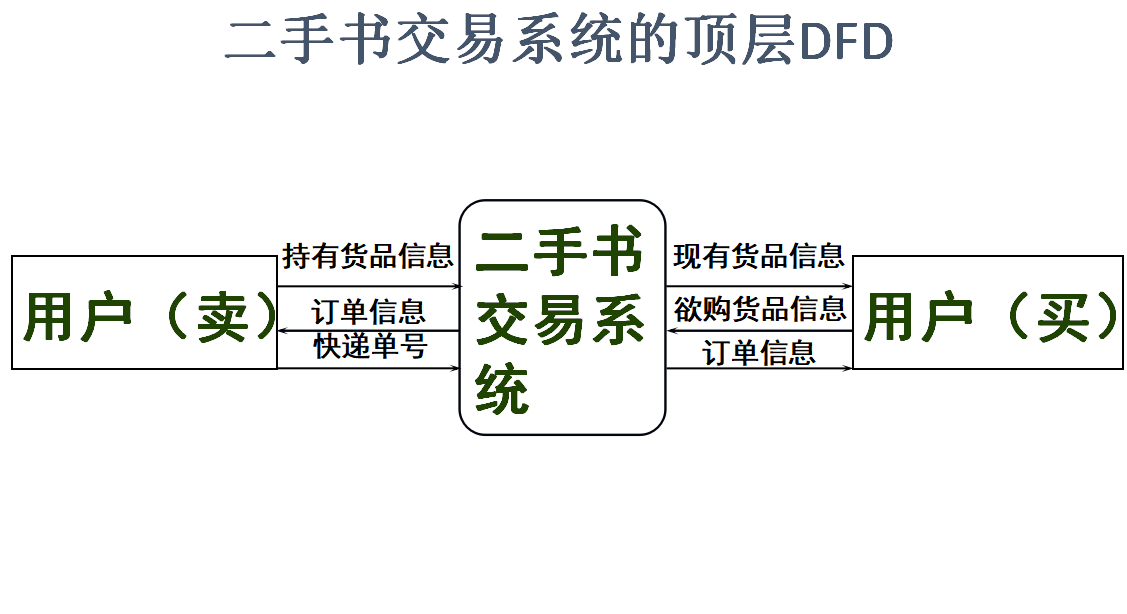 二手书交易系统的顶层DFD
持有货品信息
订单信息
快递单号
用户（卖）
二手书
交易系
统
现有货品信息
欲购货品信息
订单信息
用户（买）